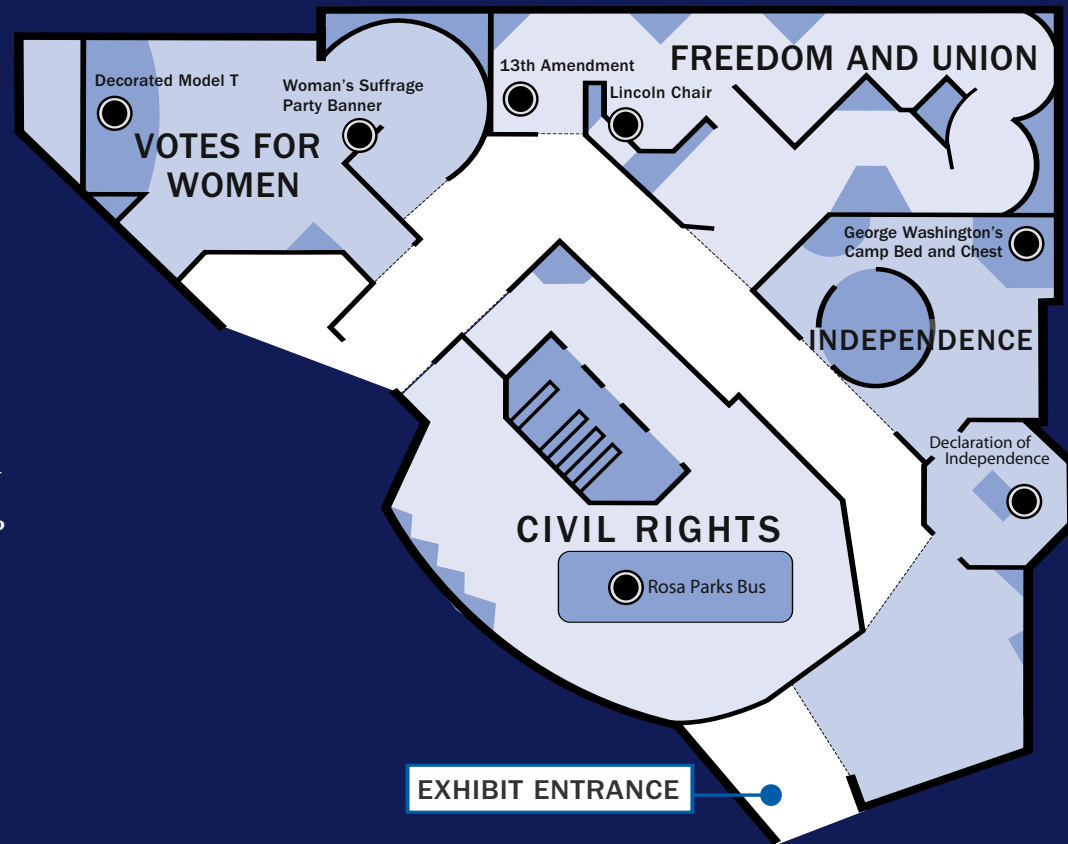 FREEDOM AND UNION
13th Amendment
Lincoln Chair
Decorated Model T
Woman's Suffrage
Party Banner
VOTES FOR
WOMEN
George Washington's
Camp Bed and Chest
INDEPENDENCE
Declaration of
Independence
CIVIL RIGHTS
Rosa Parks Bus
EXHIBIT ENTRANCE